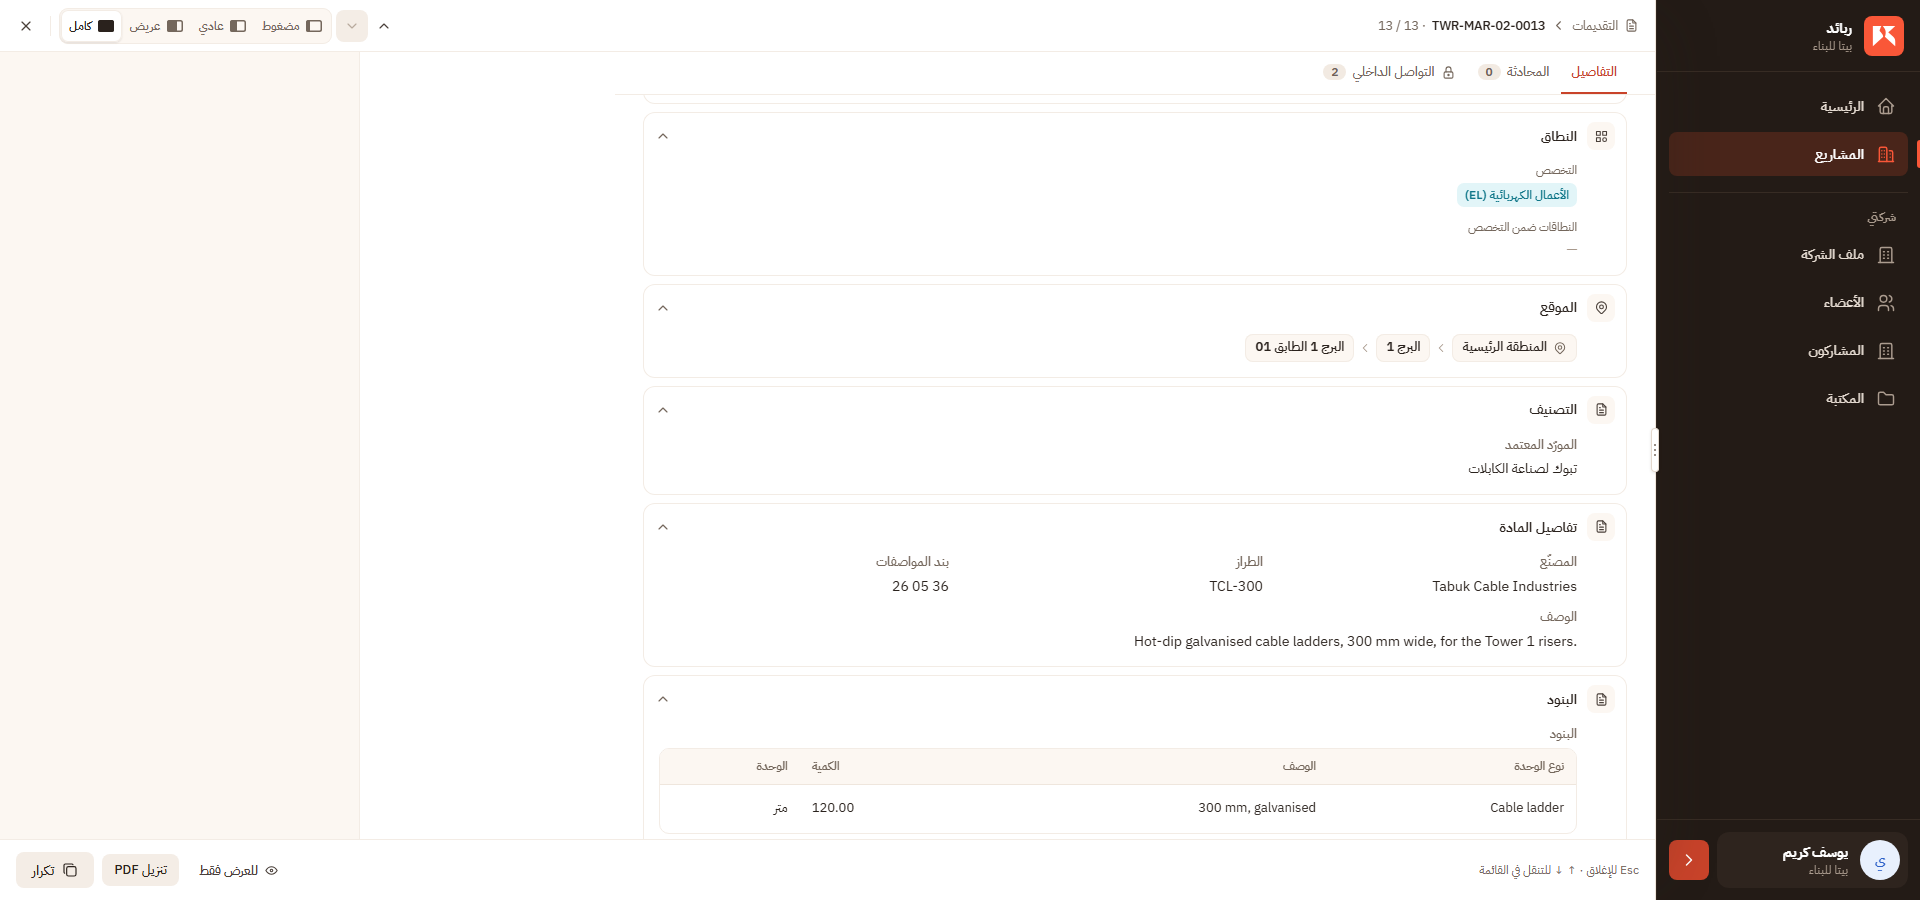 ربائد
بيتا للبناء
الرئيسية
المشاريع
شركتي
ملف الشركة
الأعضاء
المشاركون
المكتبة
يوسف كريم
بيتا للبناء
ي
التقديمات
TWR-MAR-02-0013 · 13 / 13
مضغوط
عادي
عريض
كامل
التفاصيل
المحادثة 0
التواصل الداخلي 2
النطاق
التخصص
الأعمال الكهربائية (EL)
النطاقات ضمن التخصص
—
الموقع
المنطقة الرئيسية
البرج 1
البرج 1 الطابق 01
التصنيف
المورّد المعتمد
تبوك لصناعة الكابلات
تفاصيل المادة
المصنّع الطراز بند المواصفات
Tabuk Cable Industries TCL-300 26 05 36
الوصف
Hot-dip galvanised cable ladders, 300 mm wide, for the Tower 1 risers.
البنود
البنود
نوع الوحدة الوصف الكمية الوحدة
Cable ladder 300 mm, galvanised 120.00 متر
Esc للإغلاق · ↑ ↓ للتنقل في القائمة
للعرض فقط
تنزيل PDF
تكرار